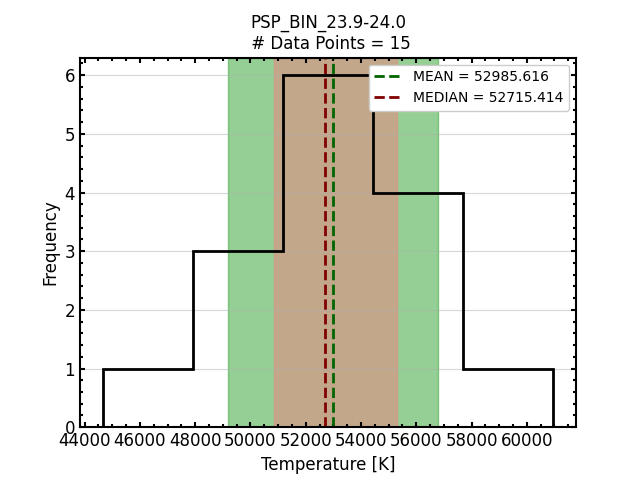 PSP_BIN_23.9-24.0
# Data Points = 15
MEAN = 52985.616
MEDIAN = 52715.414
Frequency
6
5
4
3
2
1
0
44000 46000 48000 50000 52000 54000 56000 58000 60000
Temperature [K]